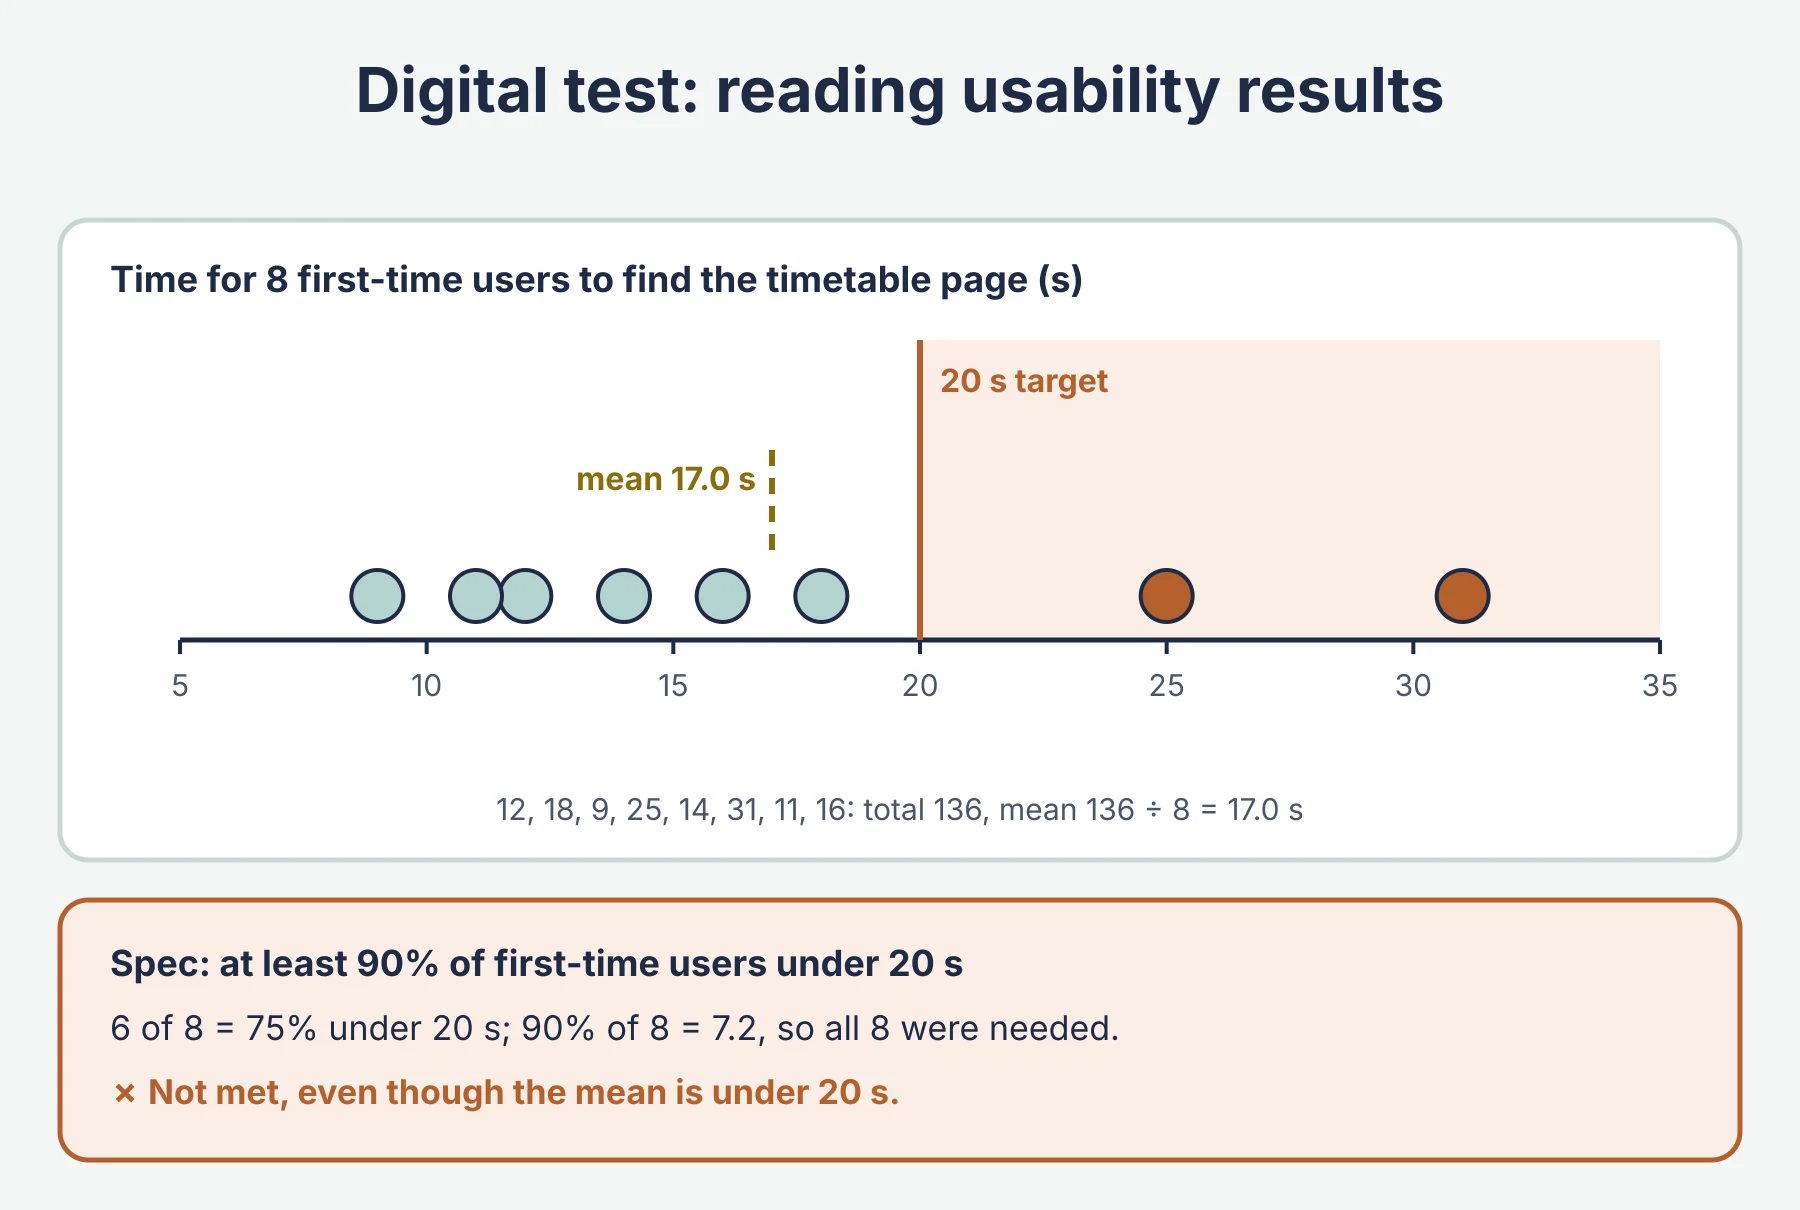 Digital test: reading usability results
Time for 8 first-time users to find the timetable page (s)
20 s target
mean 17.0 s
5 10 15 20 25 30 35
12, 18, 9, 25, 14, 31, 11, 16: total 136, mean 136 ÷ 8 = 17.0 s
Spec: at least 90% of first-time users under 20 s
6 of 8 = 75% under 20 s; 90% of 8 = 7.2, so all 8 were needed.
× Not met, even though the mean is under 20 s.